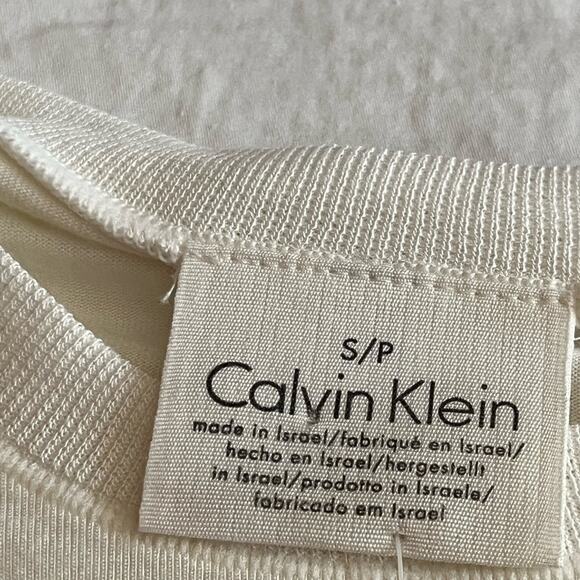 S/P
Calvin Klein
made in Israel/fabriqué en Israel/
hecho en Israel/hergestellt
in Israel/prodotto in Israele/
fabricado em Israel